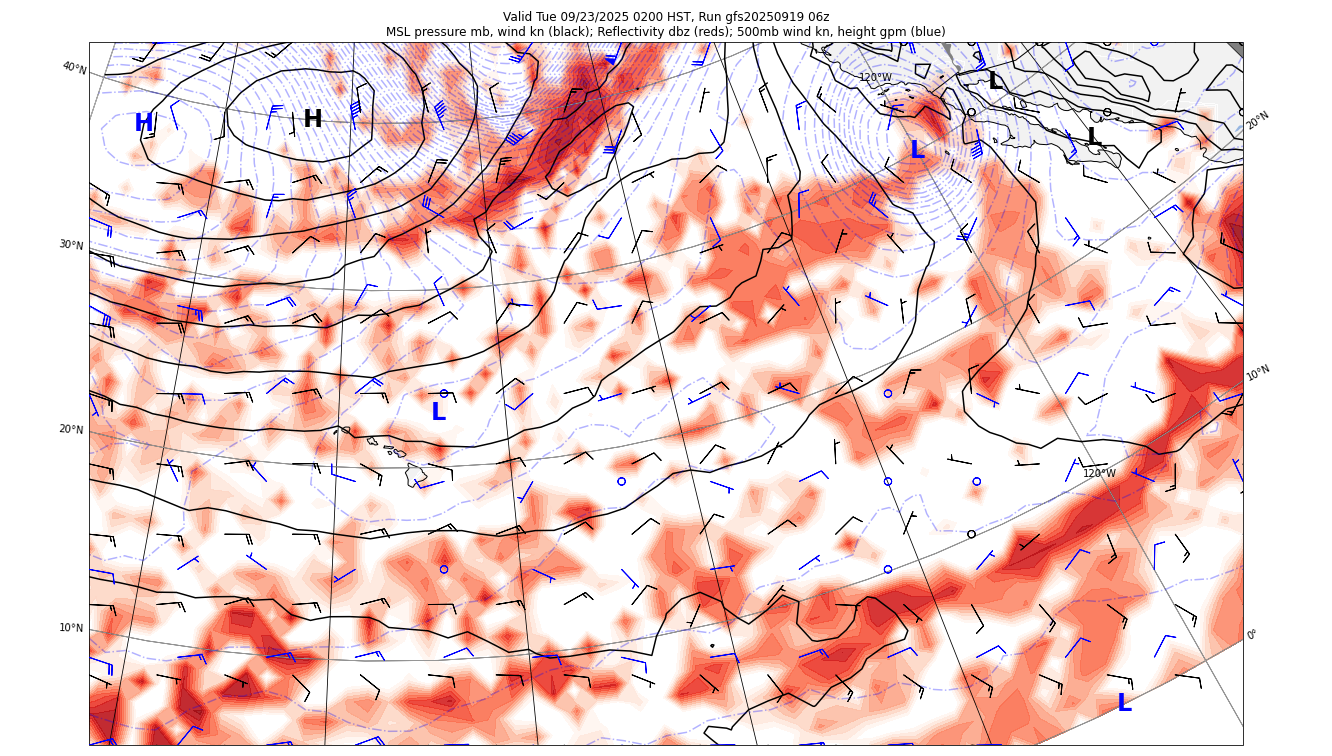 Valid Tue 09/23/2025 0200 HST, Run gfs20250919 06z
MSL pressure mb, wind kn (black); Reflectivity dbz (reds); 500mb wind kn, height gpm (blue)
40°N
120°W
L
H
H
L
L
20°N
30°N
10°N
L
20°N
120°W
10°N
0°
L